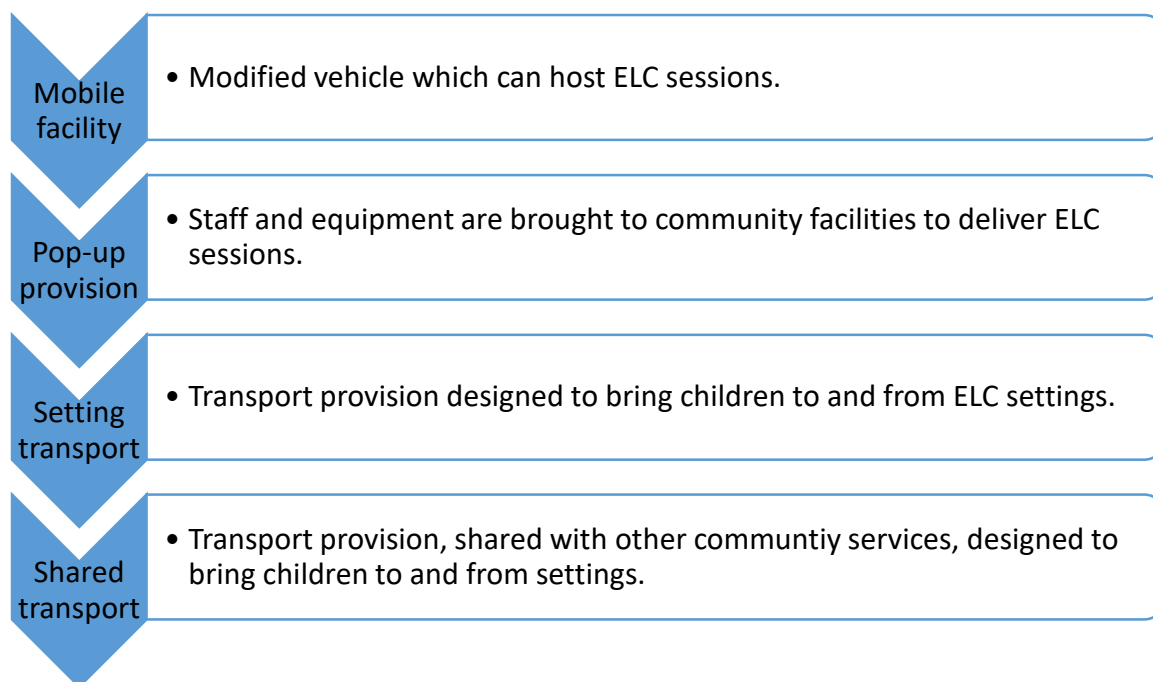 Mobile
facility
• Modified vehicle which can host ELC sessions.
Pop-up
provision
• Staff and equipment are brought to community facilities to deliver ELC
sessions.
Setting
transport
• Transport provision designed to bring children to and from ELC settings.
Shared
transport
• Transport provision, shared with other communtiy services, designed to
bring children to and from settings.